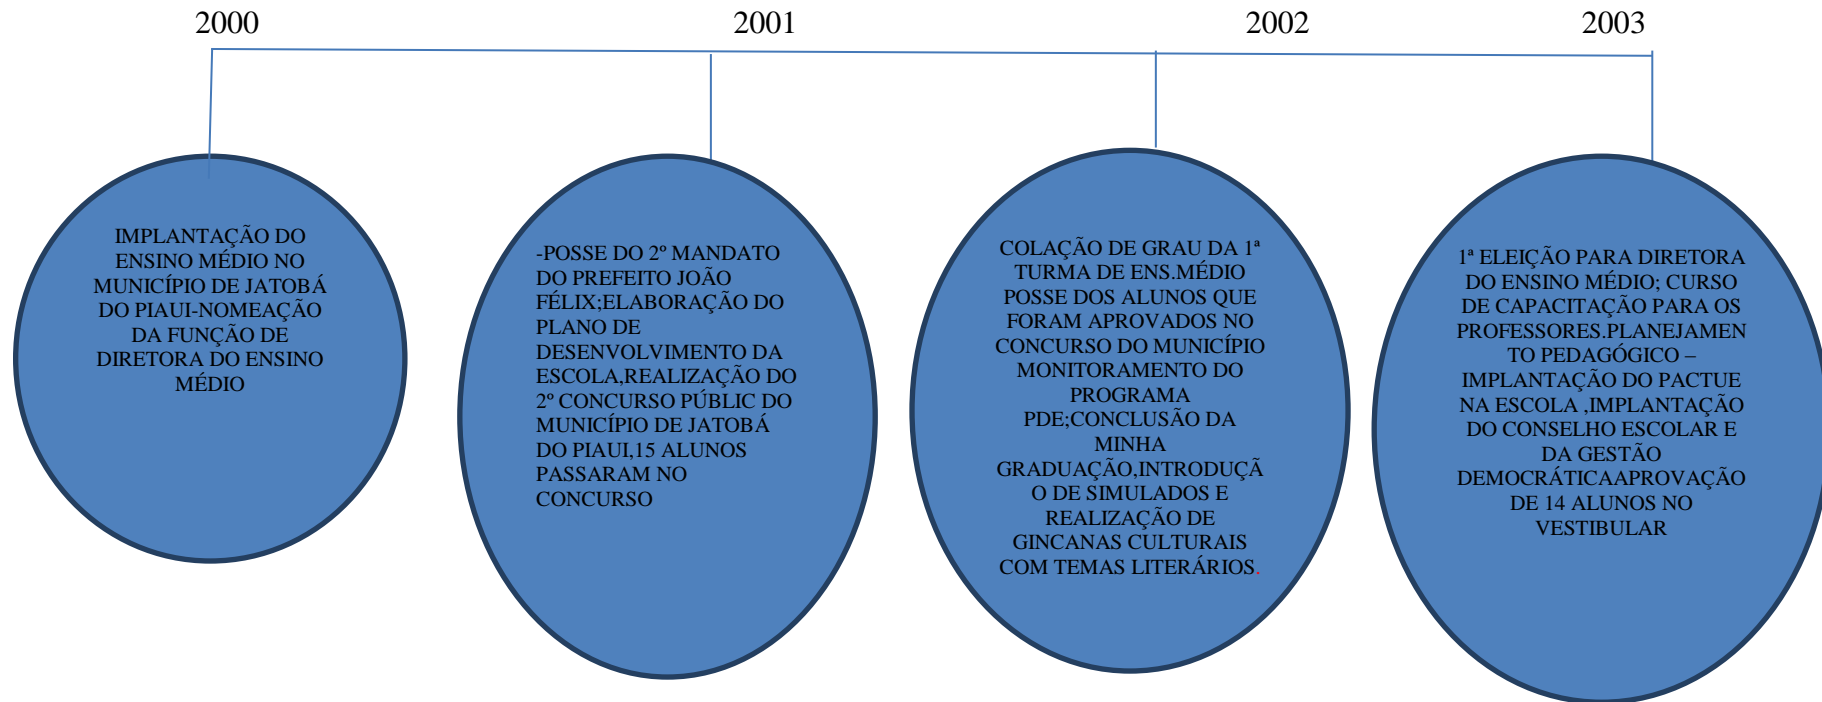 2000
2001
2002
2003
IMPLANTAÇÃO DO
ENSINO MÉDIO NO
MUNICÍPIO DE JATOBÁ
DO PIAUI-NOMEAÇÃO
DA FUNÇÃO DE
DIRETORA DO ENSINO
MÉDIO
-POSSE DO 2º MANDATO
DO PREFEITO JOÃO
FÉLIX;ELABORAÇÃO DO
PLANO DE
DESENVOLVIMENTO DA
ESCOLA,REALIZAÇÃO DO
2º CONCURSO PÚBLIC DO
MUNICÍPIO DE JATOBÁ
DO PIAUI,15 ALUNOS
PASSARAM NO
CONCURSO
COLAÇÃO DE GRAU DA 1ª
TURMA DE ENS.MÉDIO
POSSE DOS ALUNOS QUE
FORAM APROVADOS NO
CONCURSO DO MUNICÍPIO
MONITORAMENTO DO
PROGRAMA
PDE;CONCLUSÃO DA
MINHA
GRADUAÇÃO,INTRODUÇÃ
O DE SIMULADOS E
REALIZAÇÃO DE
GINCANAS CULTURAIS
COM TEMAS LITERÁRIOS.
1ª ELEIÇÃO PARA DIRETORA
DO ENSINO MÉDIO; CURSO
DE CAPACITAÇÃO PARA OS
PROFESSORES.PLANEJAMEN
TO PEDAGÓGICO –
IMPLANTAÇÃO DO PACTUE
NA ESCOLA ,IMPLANTAÇÃO
DO CONSELHO ESCOLAR E
DA GESTÃO
DEMOCRÁTICAAPROVAÇÃO
DE 14 ALUNOS NO
VESTIBULAR